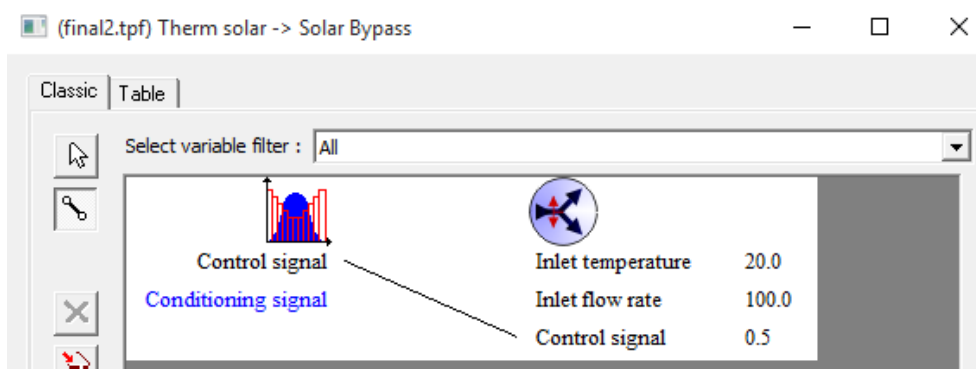 (final2.tpf) Therm solar -> Solar Bypass
Classic Table
Select variable filter : All
Control signal Inlet temperature 20.0
Conditioning signal Inlet flow rate 100.0
Control signal 0.5